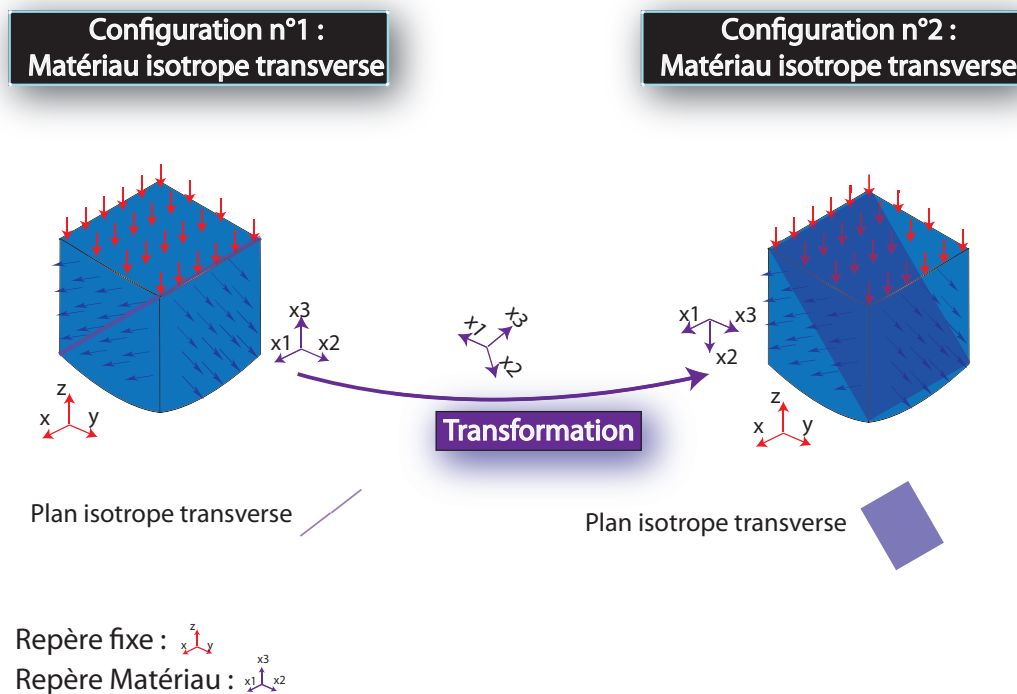 Configuration n°1 :
Matériau isotrope transverse
Configuration n°2 :
Matériau isotrope transverse
x3
x1
x2
z
x
y
x1
x3
x2
x1
x3
x2
z
x
y
Transformation
Plan isotrope transverse
Plan isotrope transverse
Repère fixe :
z
x
y
Repère Matériau :
x3
x1
x2